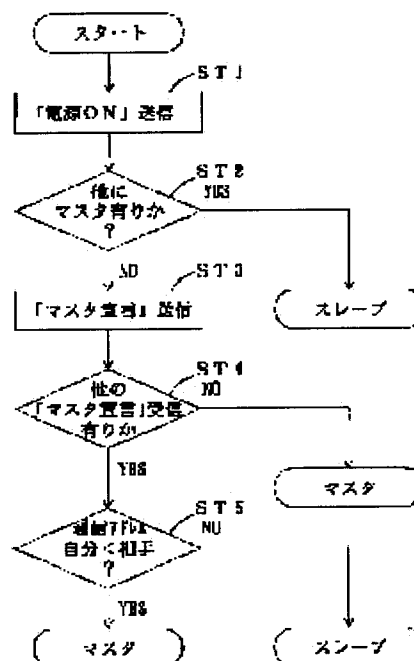 スタート
ST1
「電源ON」送信
ST2
他に
マスタ有りか
?
YES
NO
ST3
「マスタ宣言」送信
スレーブ
ST4
他の
「マスタ宣言」受信
有りか
NO
YES
マスタ
ST5
自分<相手
?
NO
YES
マスタ
スレーブ